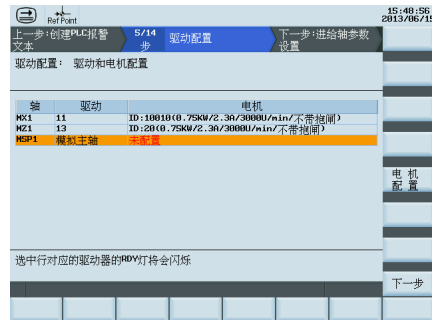 Ref Point
15:48:56
2013/06/15
上一步:创建PLC报警文本
5/14步
驱动配置
下一步:进给轴参数设置
驱动配置: 驱动和电机配置
轴 驱动 电机
MX1 11 ID:10010(0.75KW/2.3A/3000U/min/不带抱闸)
MZ1 13 ID:20(0.75KW/2.3A/3000U/min/不带抱闸)
MSP1 模拟主轴 未配置
电机配置
选中行对应的驱动器的RDY灯将会闪烁
下一步